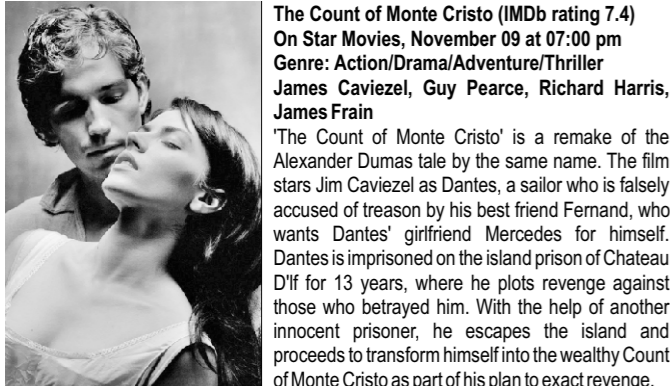 The Count of Monte Cristo (IMDb rating 7.4)
On Star Movies, November 09 at 07:00 pm
Genre: Action/Drama/Adventure/Thriller
James Caviezel, Guy Pearce, Richard Harris,
James Frain
'The Count of Monte Cristo' is a remake of the
Alexander Dumas tale by the same name. The film
stars Jim Caviezel as Dantes, a sailor who is falsely
accused of treason by his best friend Fernand, who
wants Dantes' girlfriend Mercedes for himself.
Dantes is imprisoned on the island prison of Chateau
D'If for 13 years, where he plots revenge against
those who betrayed him. With the help of another
innocent prisoner, he escapes the island and
proceeds to transform himself into the wealthy Count
of Monte Cristo as part of his plan to exact revenge.